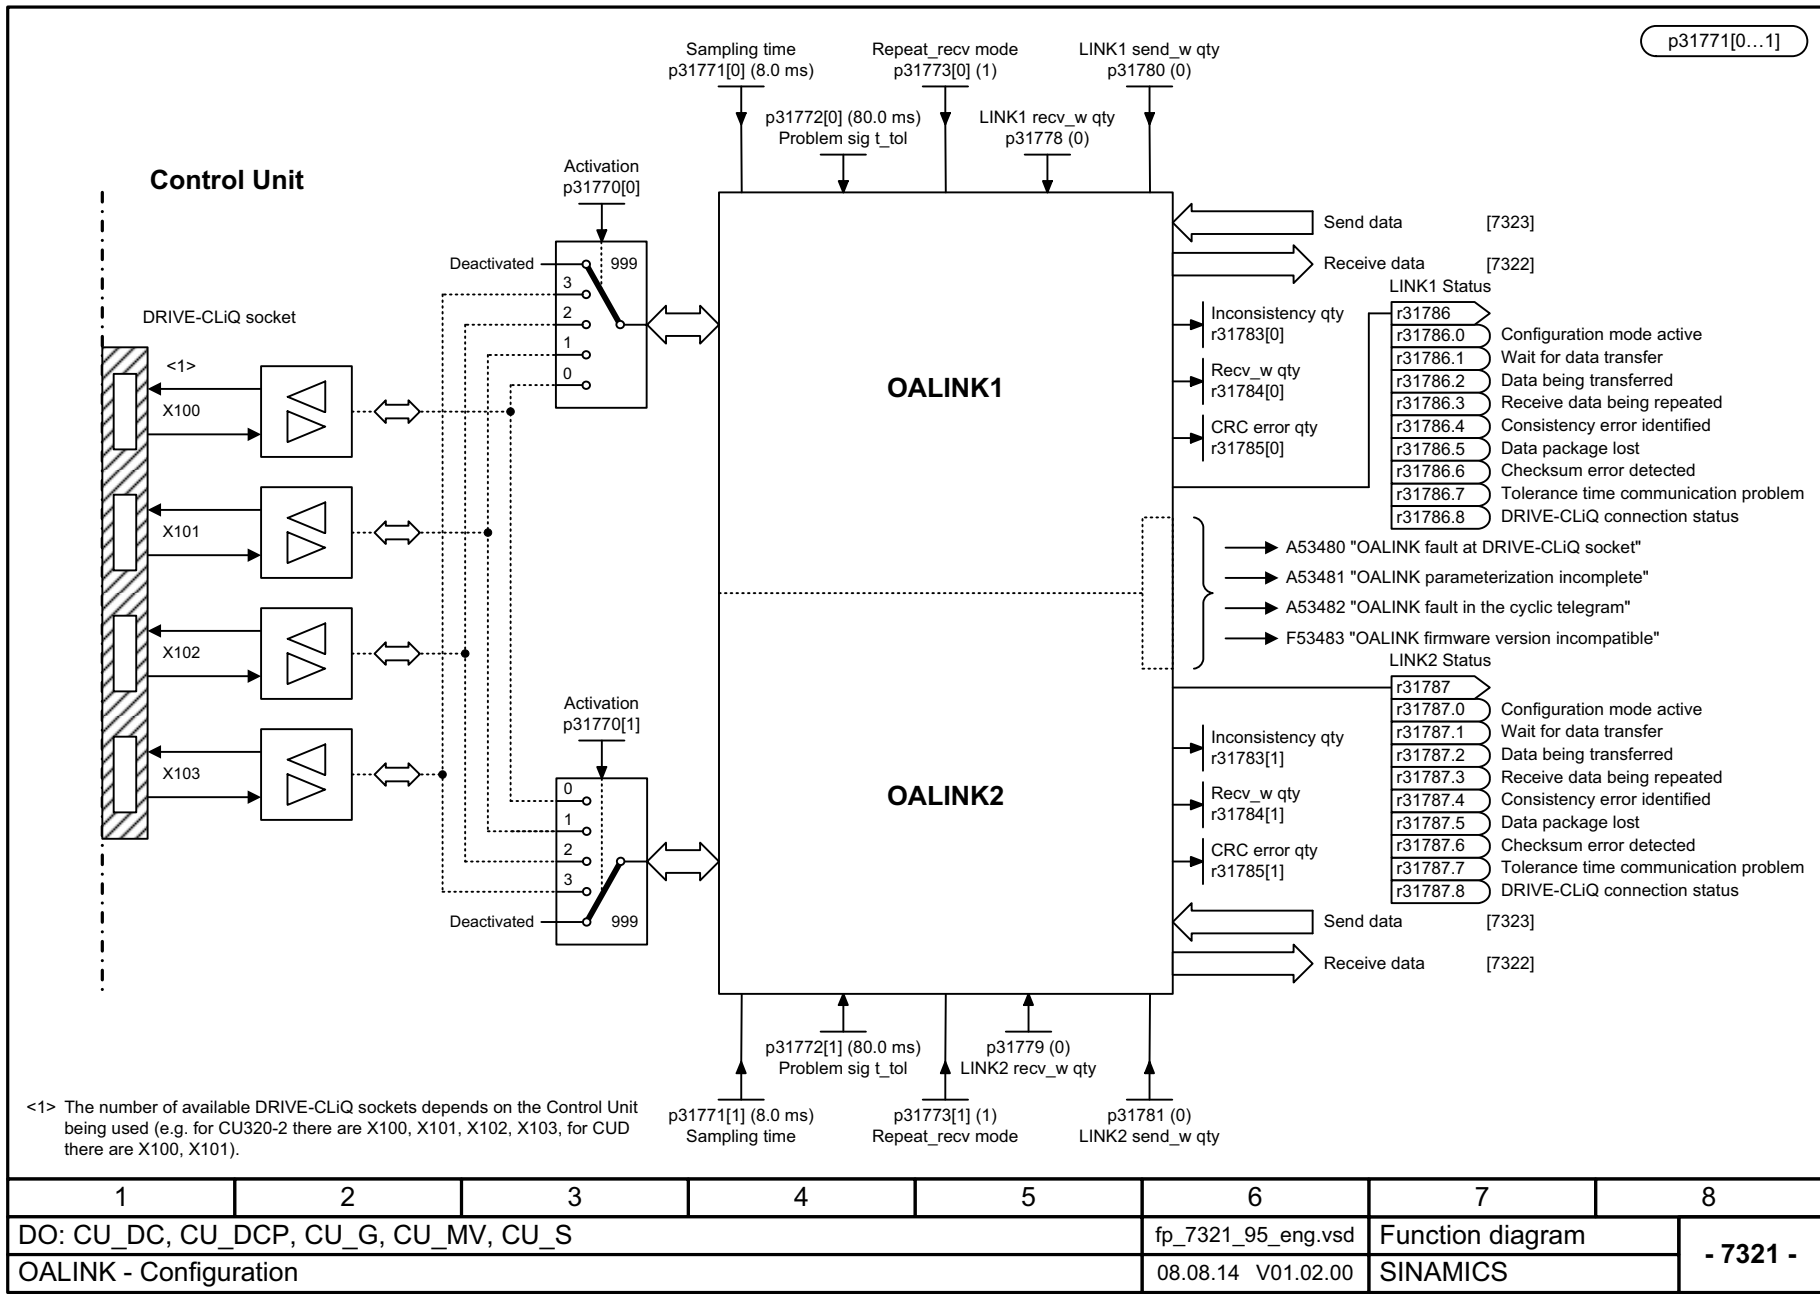 p31771[0...1]
Sampling time
p31771[0] (8.0 ms)
Repeat_recv mode
p31773[0] (1)
LINK1 send_w qty
p31780 (0)
p31772[0] (80.0 ms)
Problem sig t_tol
LINK1 recv_w qty
p31778 (0)
Control Unit
Activation
p31770[0]
Deactivated
999
3
2
1
0
DRIVE-CLiQ socket
<1>
X100
X101
X102
X103
Activation
p31770[1]
0
1
2
3
Deactivated
999
OALINK1
OALINK2
Send data [7323]
Receive data [7322]
LINK1 Status
Inconsistency qty
r31783[0]
Recv_w qty
r31784[0]
CRC error qty
r31785[0]
r31786
r31786.0 Configuration mode active
r31786.1 Wait for data transfer
r31786.2 Data being transferred
r31786.3 Receive data being repeated
r31786.4 Consistency error identified
r31786.5 Data package lost
r31786.6 Checksum error detected
r31786.7 Tolerance time communication problem
r31786.8 DRIVE-CLiQ connection status
A53480 "OALINK fault at DRIVE-CLiQ socket"
A53481 "OALINK parameterization incomplete"
A53482 "OALINK fault in the cyclic telegram"
F53483 "OALINK firmware version incompatible"
LINK2 Status
Inconsistency qty
r31783[1]
Recv_w qty
r31784[1]
CRC error qty
r31785[1]
r31787
r31787.0 Configuration mode active
r31787.1 Wait for data transfer
r31787.2 Data being transferred
r31787.3 Receive data being repeated
r31787.4 Consistency error identified
r31787.5 Data package lost
r31787.6 Checksum error detected
r31787.7 Tolerance time communication problem
r31787.8 DRIVE-CLiQ connection status
Send data [7323]
Receive data [7322]
p31772[1] (80.0 ms)
Problem sig t_tol
p31779 (0)
LINK2 recv_w qty
p31771[1] (8.0 ms)
Sampling time
p31773[1] (1)
Repeat_recv mode
p31781 (0)
LINK2 send_w qty
<1> The number of available DRIVE-CLiQ sockets depends on the Control Unit
being used (e.g. for CU320-2 there are X100, X101, X102, X103, for CUD
there are X100, X101).
1 2 3 4 5 6 7 8
DO: CU_DC, CU_DCP, CU_G, CU_MV, CU_S
fp_7321_95_eng.vsd
Function diagram
- 7321 -
OALINK - Configuration
08.08.14 V01.02.00
SINAMICS